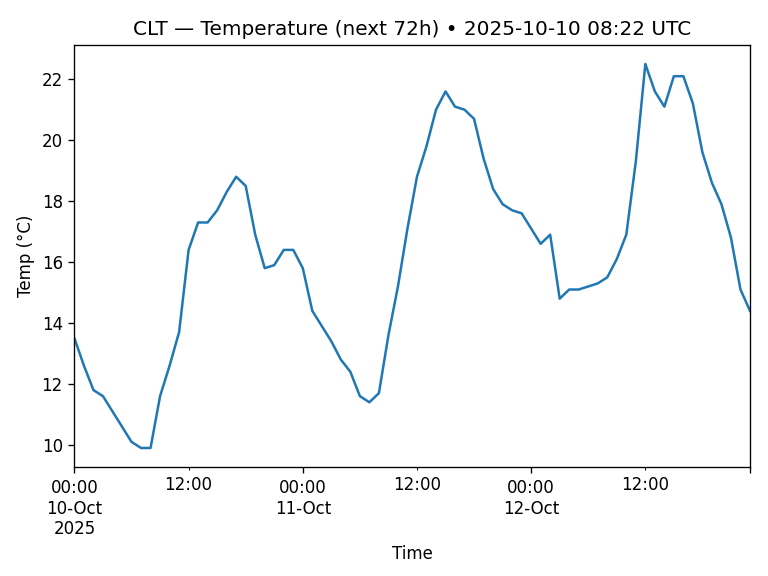 CLT — Temperature (next 72h) • 2025-10-10 08:22 UTC
Temp (°C)
22
20
18
16
14
12
10
00:00 12:00 00:00 12:00 00:00 12:00
10-Oct 11-Oct 12-Oct
2025
Time